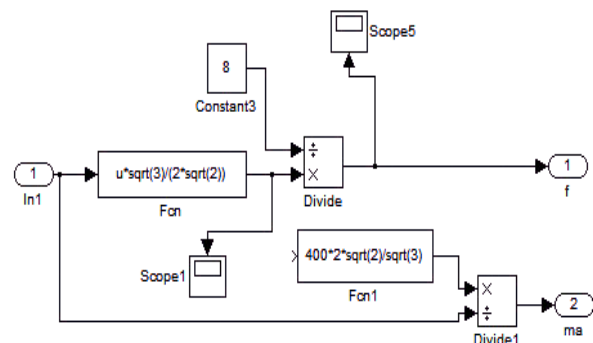 Scope5
8
Constant3
÷
×
Divide
1
In1
u*sqrt(3)/(2*sqrt(2))
Fcn
1
f
Scope1
400*2*sqrt(2)/sqrt(3)
Fcn1
×
÷
Divide1
2
ma